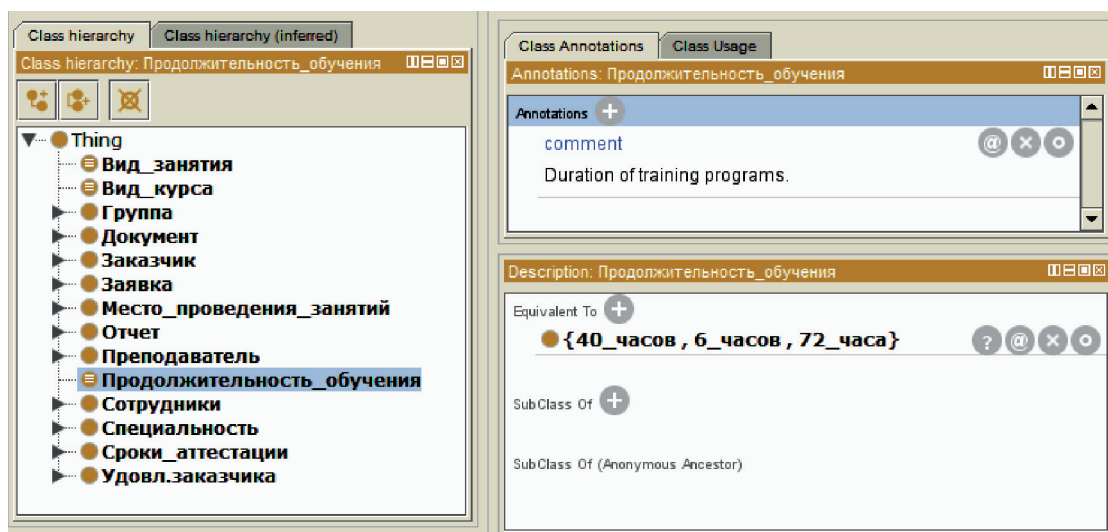 Class hierarchy
Class hierarchy (inferred)
Class hierarchy: Продолжительность_обучения
Thing
Вид_занятия
Вид_курса
Группа
Документ
Заказчик
Заявка
Место_проведения_занятий
Отчет
Преподаватель
Продолжительность_обучения
Сотрудники
Специальность
Сроки_аттестации
Удовл.заказчика
Class Annotations
Class Usage
Annotations: Продолжительность_обучения
Annotations
comment
Duration of training programs.
Description: Продолжительность_обучения
Equivalent To
{40_часов , 6_часов , 72_часа}
SubClass Of
SubClass Of (Anonymous Ancestor)